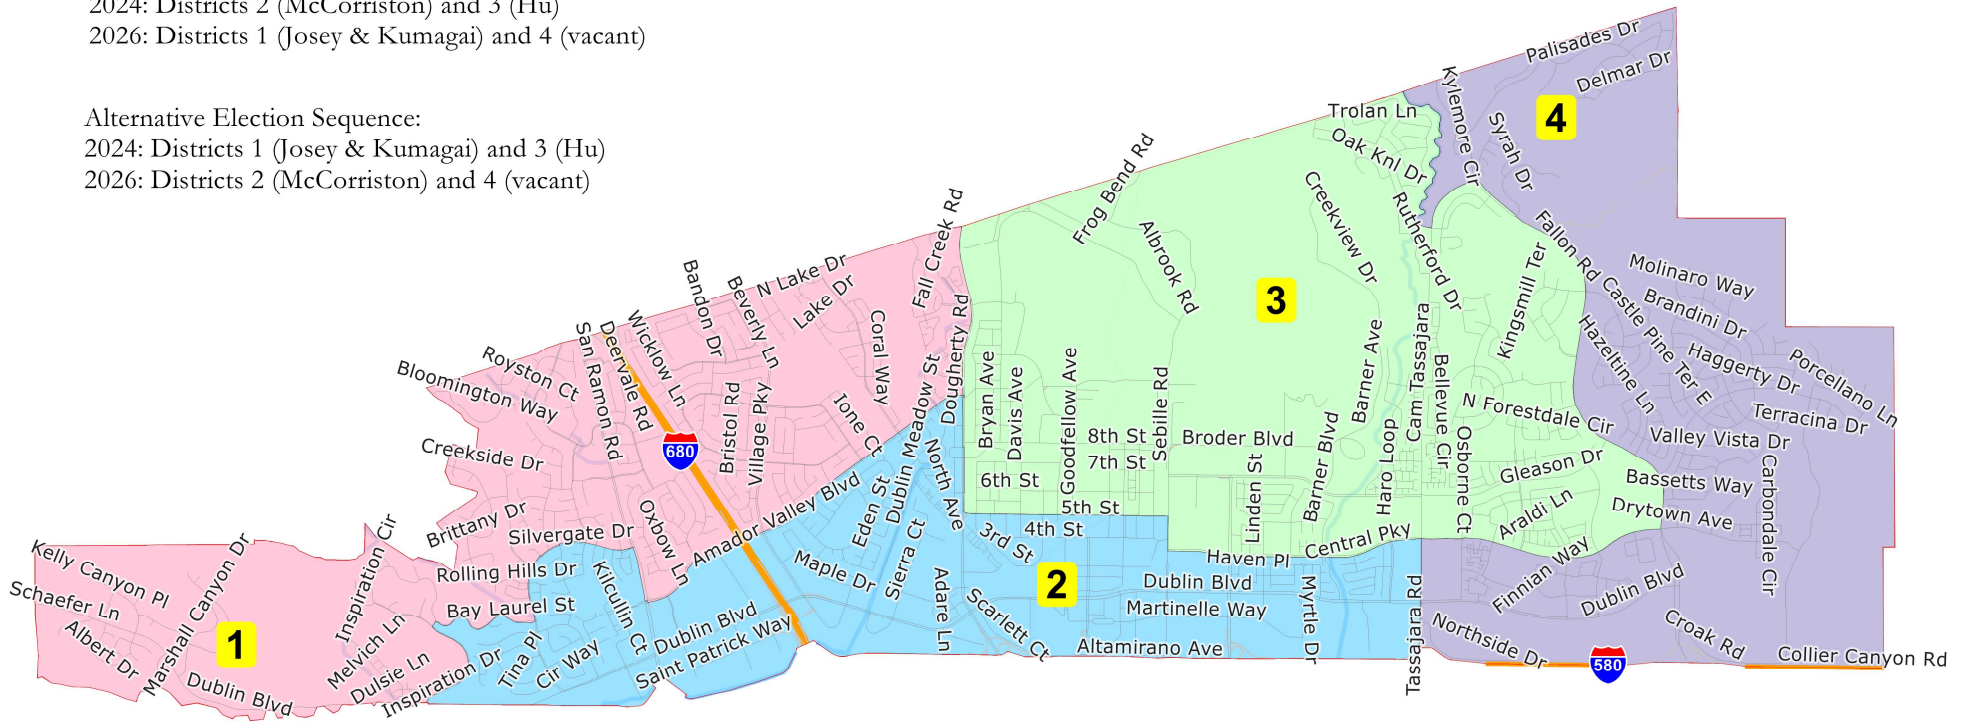 2024: Districts 2 (McCorriston) and 3 (Hu)
2026: Districts 1 (Josey & Kumagai) and 4 (vacant)
Alternative Election Sequence:
2024: Districts 1 (Josey & Kumagai) and 3 (Hu)
2026: Districts 2 (McCorriston) and 4 (vacant)
Palisades Dr
Delmar Dr
4
Kylemore Cir
Syrah Dr
Trolan Ln
Oak Knl Dr
Frog Bend Rd
Creekview Dr
Rutherford Dr
Albrook Rd
Fall Creek Rd
Fallon Rd
Kingsmill Ter
Molinaro Way
Brandini Dr
Castle Pine Ter
E
Hazeltine Ln
Haggerty Dr
Porcellano Ln
Terracina Dr
3
N Lake Dr
Lake Dr
Bandon Dr
Beverly Ln
Wicklow Ln
Deervale Rd
San Ramon Rd
Royston Ct
Bloomington Way
Coral Way
Dougherty Rd
Bryan Ave
Davis Ave
Goodfellow Ave
Sebille Rd
Barner Ave
Cam Tassajara
Bellevue Cir
N Forestdale Cir
Valley Vista Dr
Creekside Dr
680
Bristol Rd
Village Pky
Ione Ct
Dublin Meadow St
8th St
7th St
6th St
5th St
4th St
3rd St
Broder Blvd
Linden St
Barner Blvd
Haro Loop
Osborne Ct
Gleason Dr
Araldi Ln
Bassetts Way
Drytown Ave
Carbondale Cir
Brittany Dr
Silvergate Dr
Oxbow Ln
Amador Valley Blvd
Eden St
North Ave
Sierra Ct
Maple Dr
Haven Pl
Central Pky
Finnian Way
Dublin Blvd
Kelly Canyon Pl
Schaefer Ln
Albert Dr
Marshall Canyon Dr
1
Inspiration Cir
Melvich Ln
Dulsie Ln
Dublin Blvd
Inspiration Dr
Rolling Hills Dr
Bay Laurel St
Tina Pl
Cir Way
Kilcullin Ct
Dublin Blvd
Saint Patrick Way
Adare Ln
Scarlett Ct
2
Dublin Blvd
Martinelle Way
Altamirano Ave
Myrtle Dr
Tassajara Rd
Northside Dr
580
Croak Rd
Collier Canyon Rd